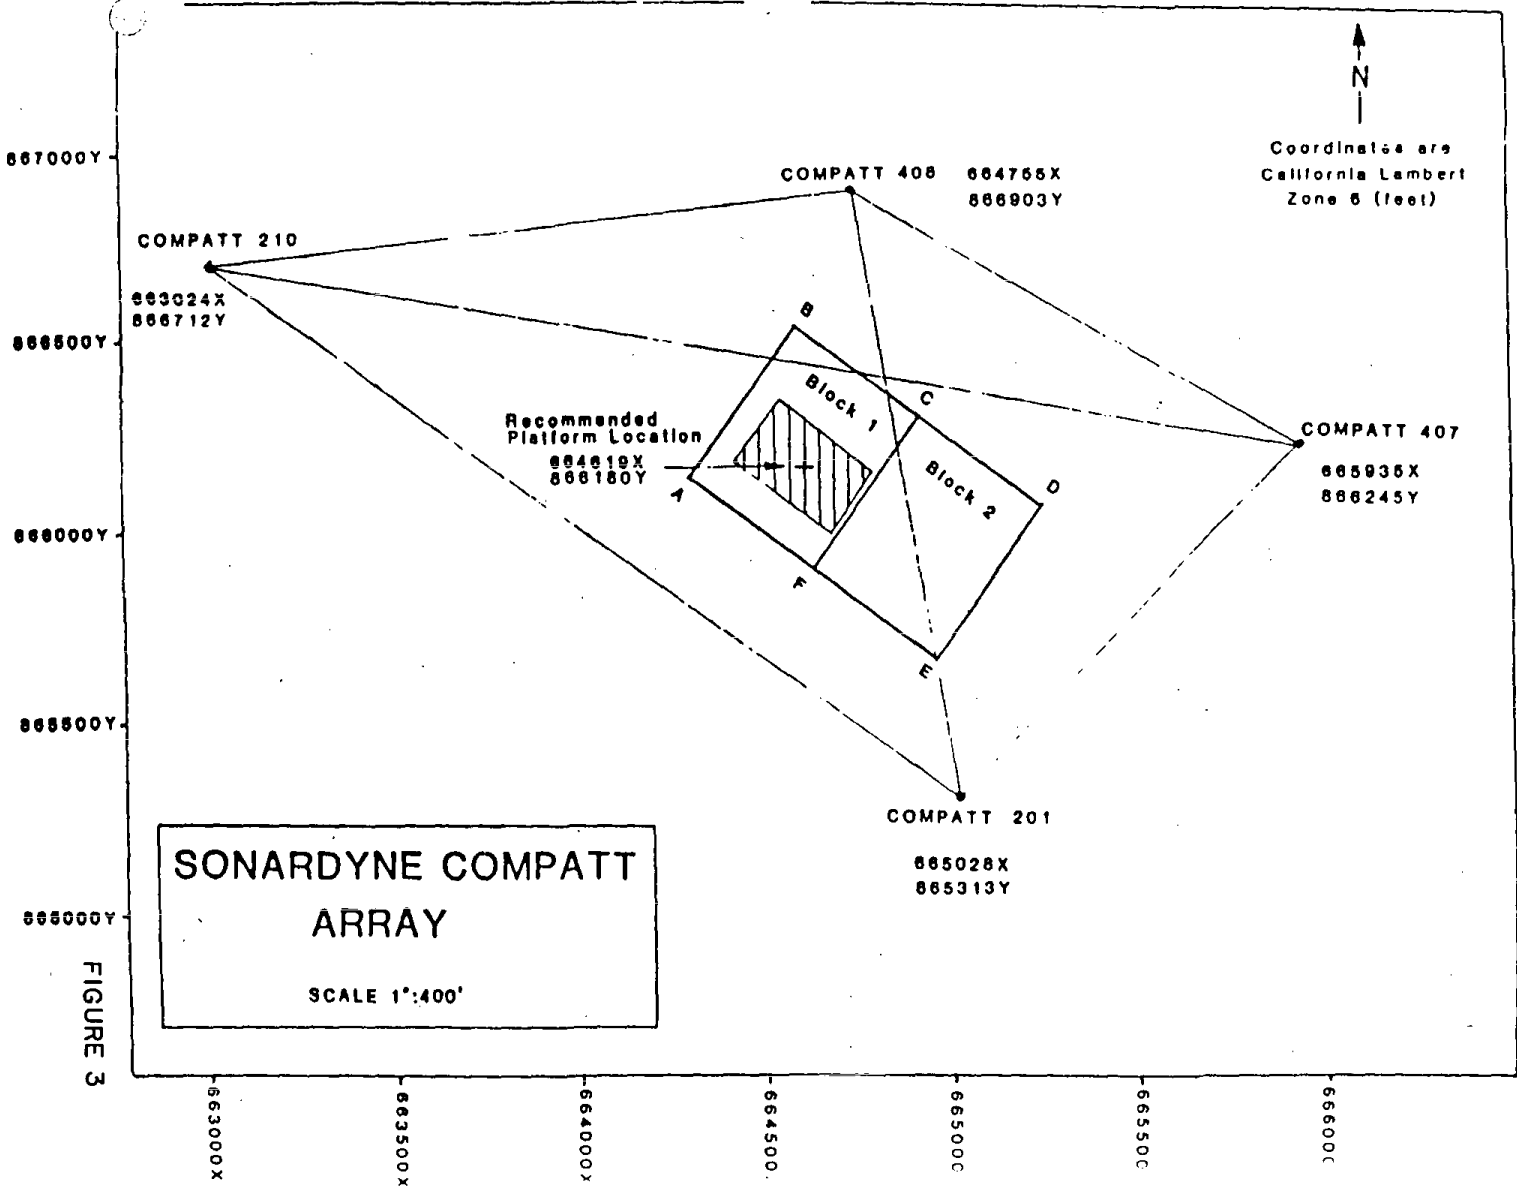 N
Coordinates are
California Lambert
Zone 6 (feet)
867000Y
866500Y
866000Y
865500Y
865000Y
COMPATT 408 664755X
866903Y
COMPATT 210
663024X
866712Y
COMPATT 407
665935X
866245Y
COMPATT 201
665028X
865313Y
Recommended
Platform Location
664619X
866180Y
A
B
C
D
E
F
Block 1
Block 2
SONARDYNE COMPATT
ARRAY
SCALE 1":400'
FIGURE 3
663000X
663500X
664000X
664500
665000
665500
666000